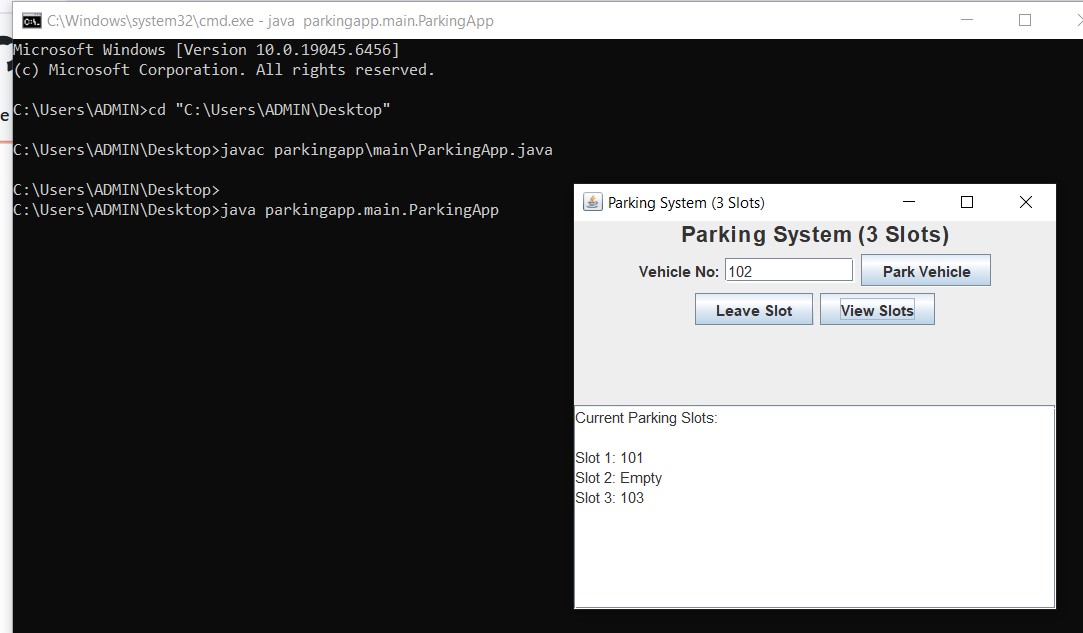 C:\Windows\system32\cmd.exe - java  parkingapp.main.ParkingApp
Microsoft Windows [Version 10.0.19045.6456]
(c) Microsoft Corporation. All rights reserved.
C:\Users\ADMIN>cd "C:\Users\ADMIN\Desktop"
C:\Users\ADMIN\Desktop>javac parkingapp\main\ParkingApp.java
C:\Users\ADMIN\Desktop>
C:\Users\ADMIN\Desktop>java parkingapp.main.ParkingApp
Parking System (3 Slots)
Parking System (3 Slots)
Vehicle No: 102 Park Vehicle
Leave Slot View Slots
Current Parking Slots:
Slot 1: 101
Slot 2: Empty
Slot 3: 103